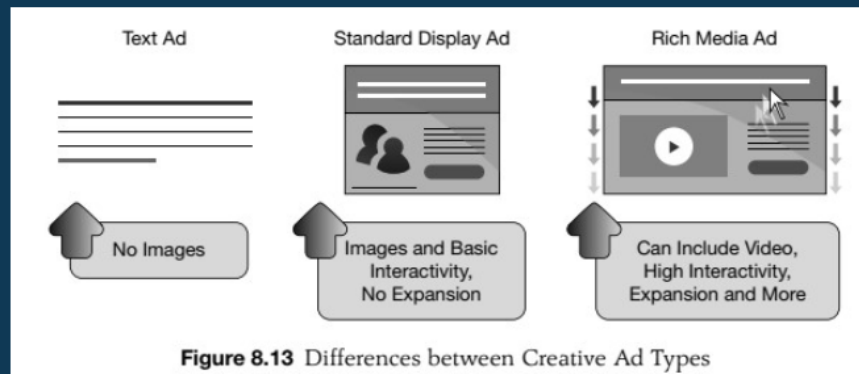 Text Ad
Standard Display Ad
Rich Media Ad
No Images
Images and Basic
Interactivity,
No Expansion
Can Include Video,
High Interactivity,
Expansion and More
Figure 8.13 Differences between Creative Ad Types